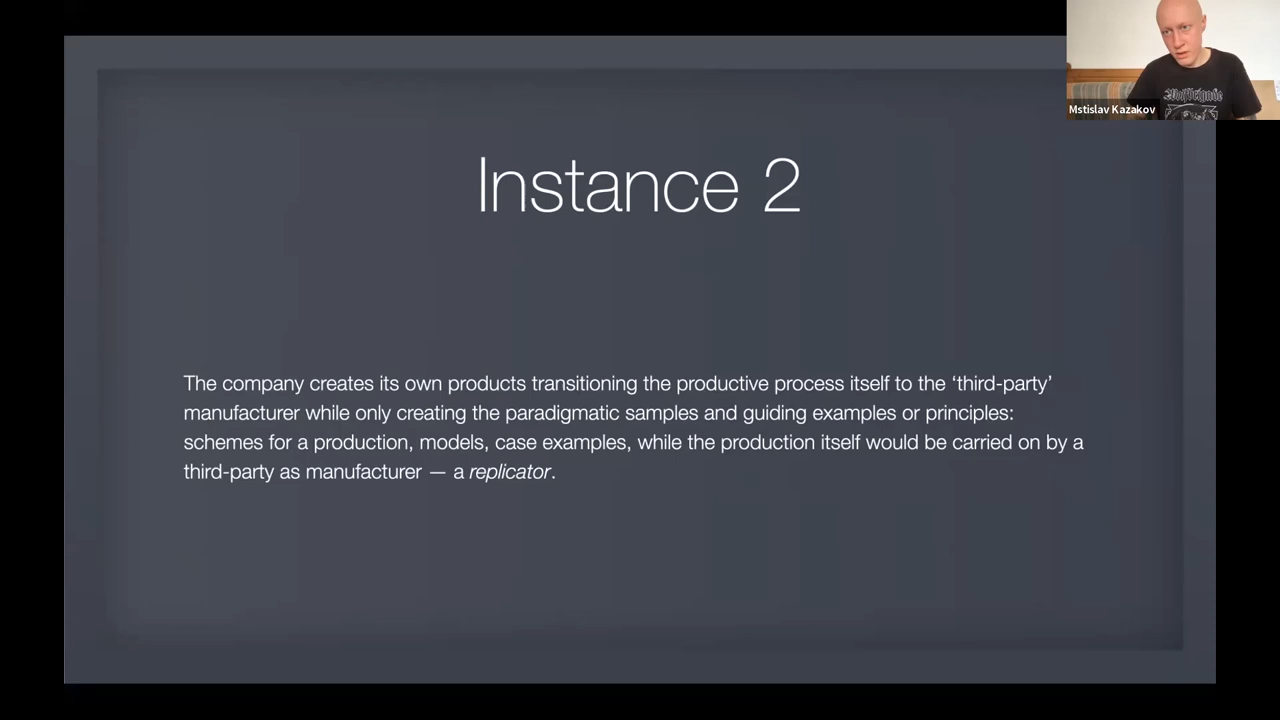 Instance 2
The company creates its own products transitioning the productive process itself to the ‘third-party’
manufacturer while only creating the paradigmatic samples and guiding examples or principles:
schemes for a production, models, case examples, while the production itself would be carried on by a
third-party as manufacturer — a replicator.
Wolfbrigade
Mstislav Kazakov